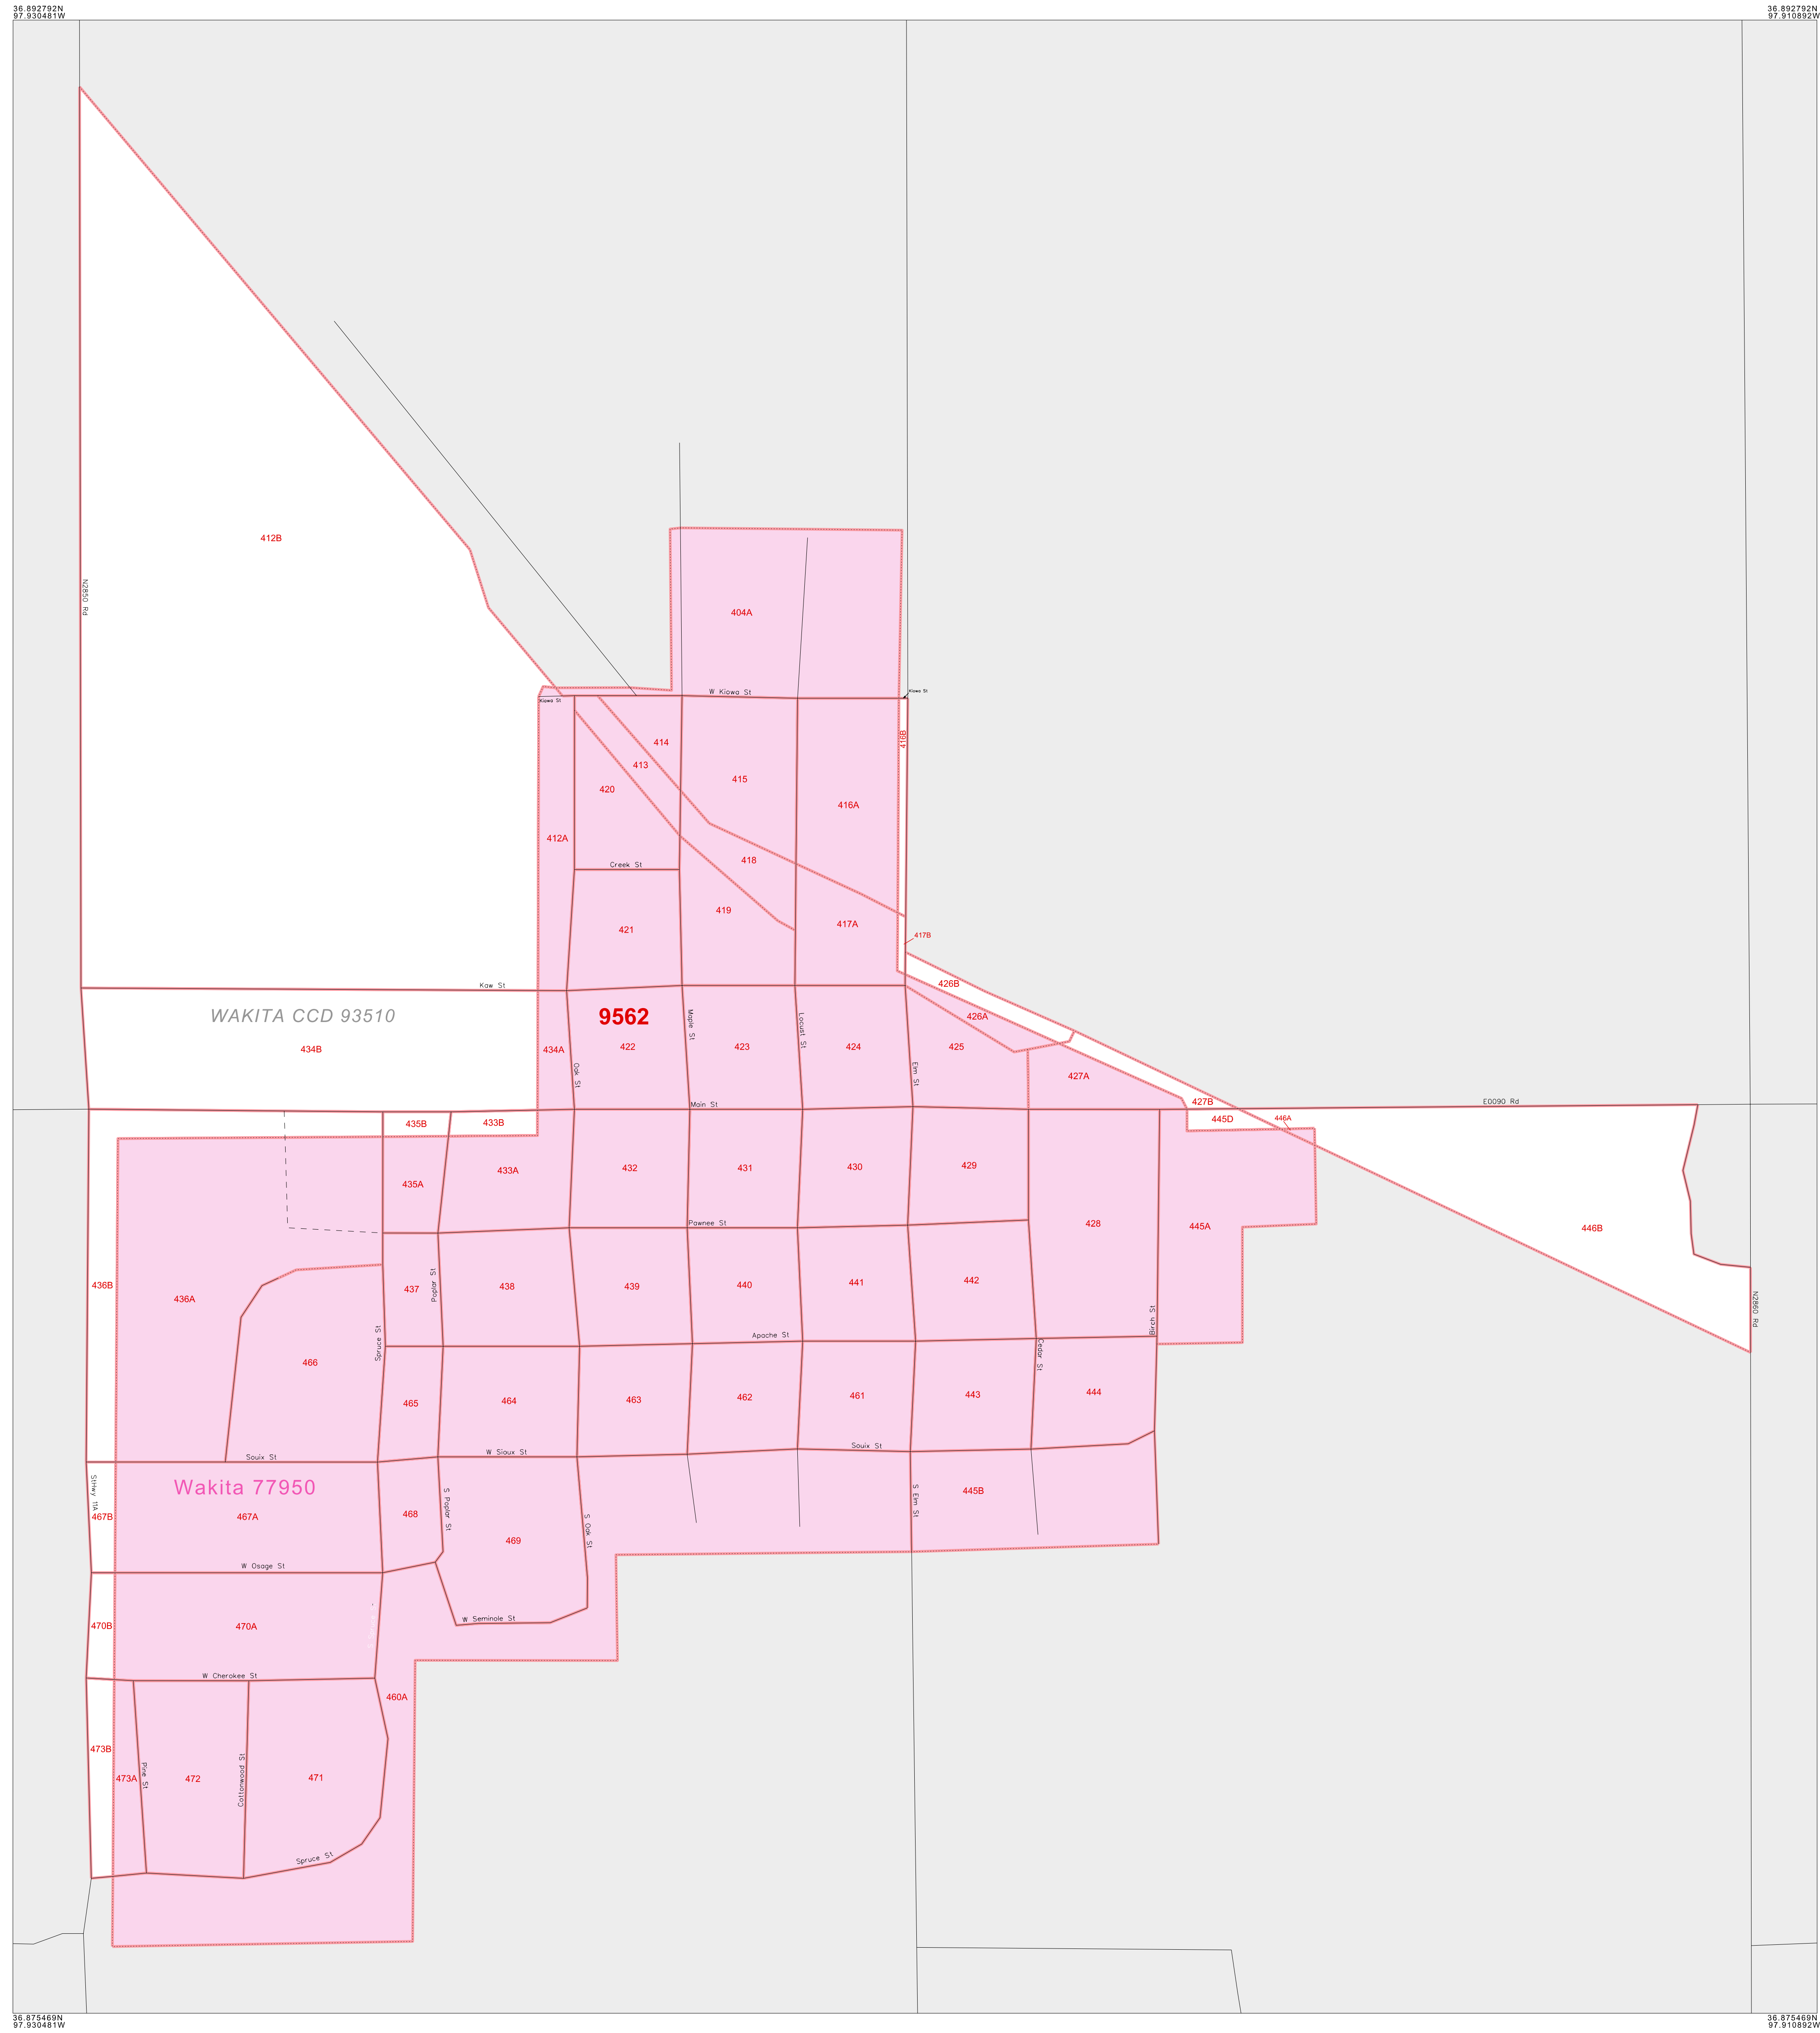 36.892792N
97.930481W
36.892792N
97.910892W
412B
N2850 Rd
404A
W Kiowa St
Kiowa St
Kiowa St
414
413
415
416B
420
416A
412A
418
Creek St
419
417A
421
417B
426B
Kaw St
WAKITA CCD 93510
9562
426A
434B
434A
422
Maple St
423
Locust St
424
425
Oak St
Elm St
427A
Main St
427B
E0090 Rd
435B
433B
445D
446A
435A
433A
432
431
430
429
Pawnee St
428
445A
446B
436B
436A
437
Poplar St
438
439
440
441
442
N2860 Rd
Spruce St
Apache St
Birch St
Cedar St
466
465
464
463
462
461
443
444
Souix St
W Sioux St
Souix St
Wakita 77950
StHwy 11A
467B
467A
468
S Poplar St
469
S Oak St
S Elm St
445B
W Osage St
470B
470A
W Seminole St
W Cherokee St
460A
473B
473A
Pine St
472
Cottonwood St
471
Spruce St
36.875469N
97.930481W
36.875469N
97.910892W